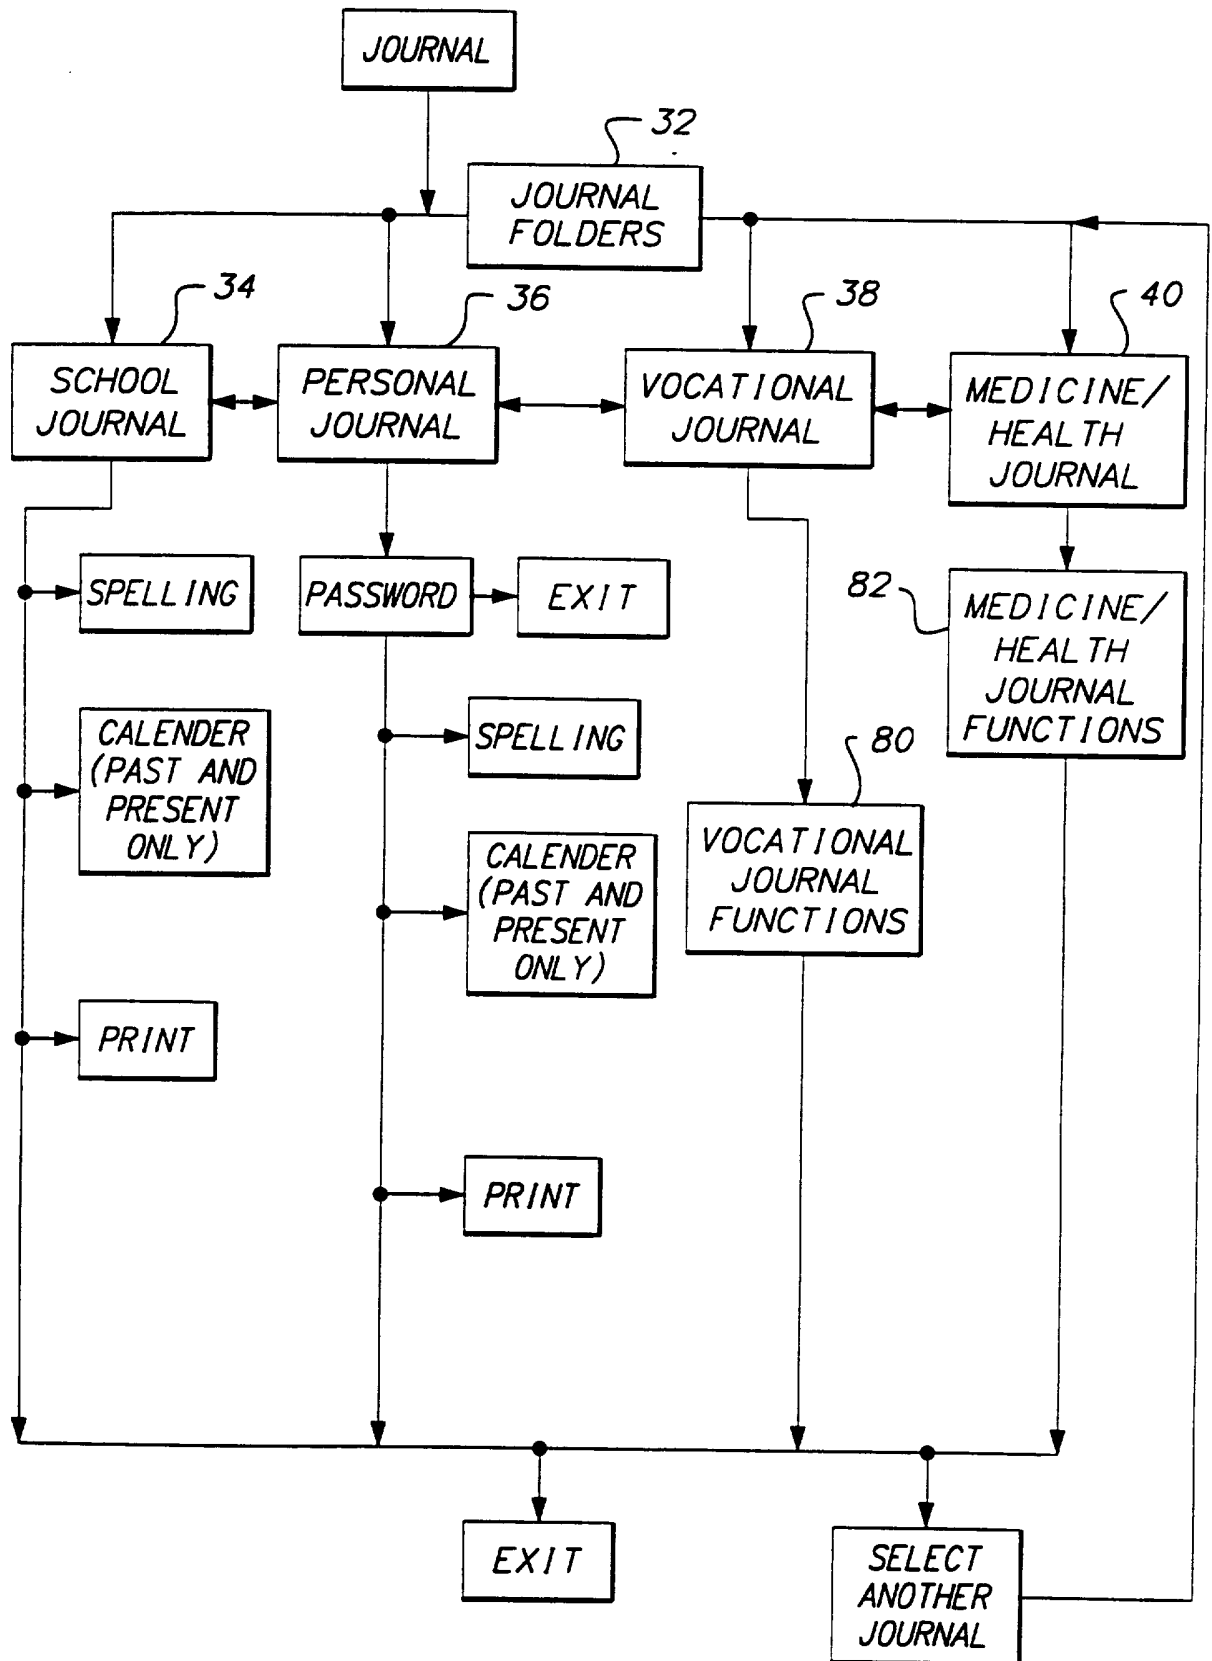 JOURNAL
32
JOURNAL
FOLDERS
34
36
38
40
SCHOOL
JOURNAL
PERSONAL
JOURNAL
VOCATIONAL
JOURNAL
MEDICINE/
HEALTH
JOURNAL
SPELLING
PASSWORD
EXIT
82
MEDICINE/
HEALTH
JOURNAL
FUNCTIONS
CALENDER
(PAST AND
PRESENT
ONLY)
SPELLING
80
VOCATIONAL
JOURNAL
FUNCTIONS
CALENDER
(PAST AND
PRESENT
ONLY)
PRINT
PRINT
EXIT
SELECT
ANOTHER
JOURNAL